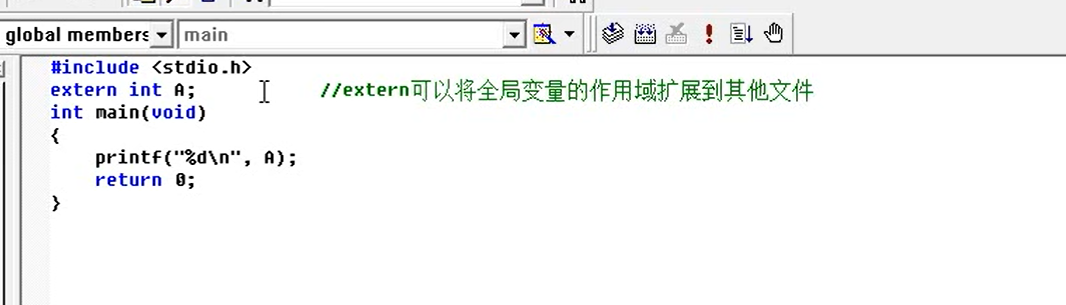 global members main
#include <stdio.h>
extern int A; //extern可以将全局变量的作用域扩展到其他文件
int main(void)
{
    printf("%d\n", A);
    return 0;
}